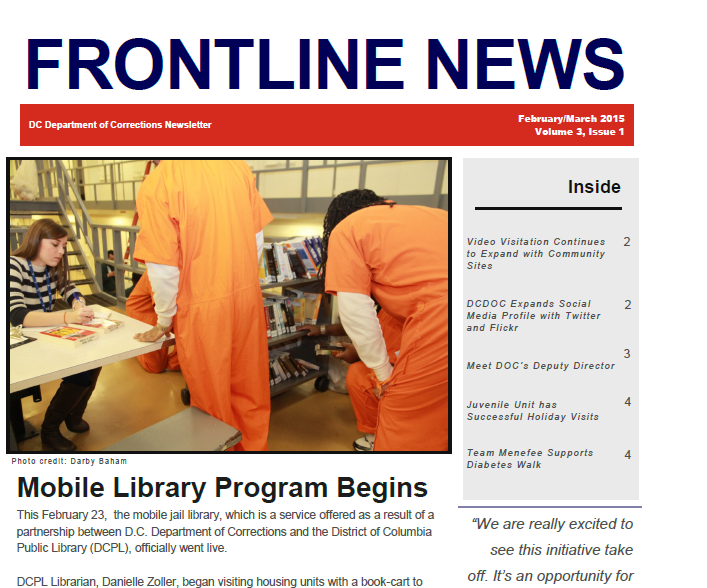 FRONTLINE NEWS
DC Department of Corrections Newsletter
February/March 2015
Volume 3, Issue 1
Photo credit: Darby Baham
Mobile Library Program Begins
This February 23, the mobile jail library, which is a service offered as a result of a
partnership between D.C. Department of Corrections and the District of Columbia
Public Library (DCPL), officially went live.
DCPL Librarian, Danielle Zoller, began visiting housing units with a book-cart to
Inside
Video Visitation Continues 2
to Expand with Community
Sites
DCDOC Expands Social 2
Media Profile with Twitter
and Flickr
Meet DOC's Deputy Director 3
Juvenile Unit has 4
Successful Holiday Visits
Team Menefee Supports 4
Diabetes Walk
“We are really excited to
see this initiative take
off. It’s an opportunity for